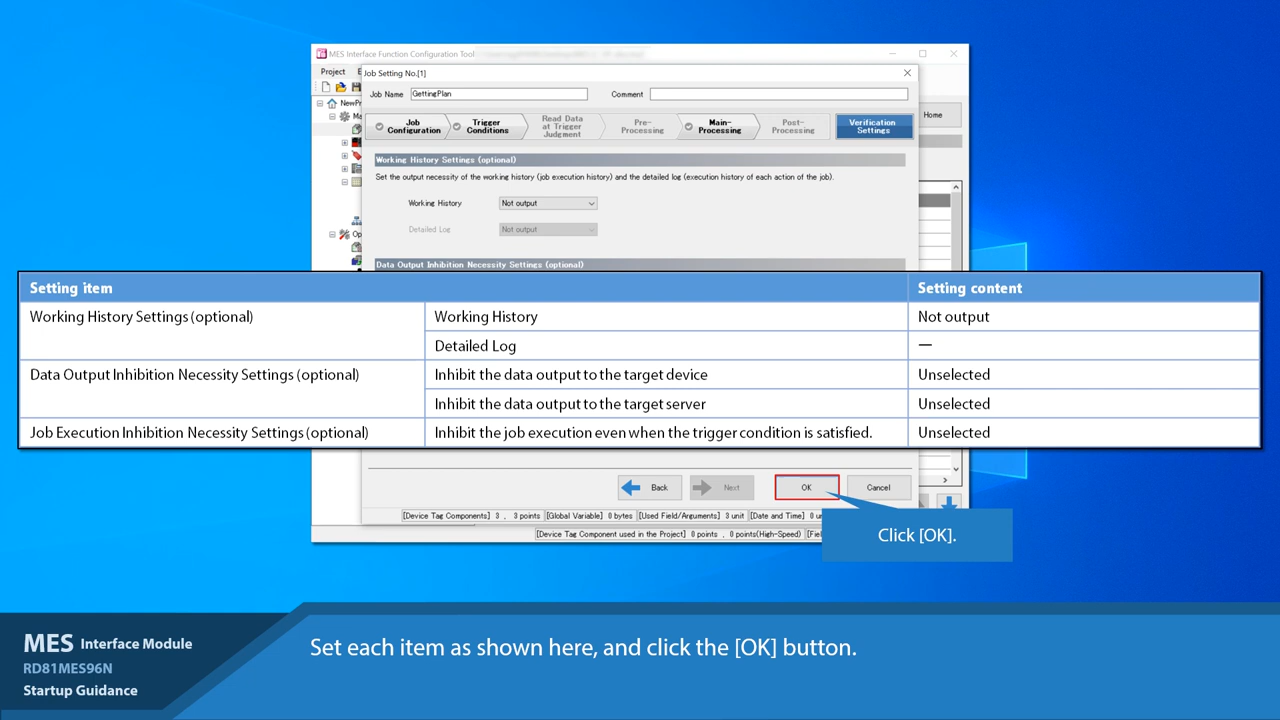 MES Interface Function Configuration Tool
Project
Job Setting No.[1]
Job Name GettingPlan Comment
NewPr
Ma
Op
Home
Job Configuration
Trigger Conditions
Read Data at Trigger Judgment
Pre-Processing
Main-Processing
Post-Processing
Verification Settings
Working History Settings (optional)
Set the output necessity of the working history (job execution history) and the detailed log (execution history of each action of the job).
Working History Not output
Detailed Log Not output
Data Output Inhibition Necessity Settings (optional)
Setting item Setting content
Working History Settings (optional) Working History Not output
Detailed Log —
Data Output Inhibition Necessity Settings (optional) Inhibit the data output to the target device Unselected
Inhibit the data output to the target server Unselected
Job Execution Inhibition Necessity Settings (optional) Inhibit the job execution even when the trigger condition is satisfied. Unselected
Back Next OK Cancel
[Device Tag Components] 3 , 3 points [Global Variable] 0 bytes [Used Field/Arguments] 3 unit [Date and Time] 0 u
[Device Tag Component used in the Project] 0 points , 0 points(High-Speed) [Fiel
Click [OK].
MES Interface Module
RD81MES96N
Startup Guidance
Set each item as shown here, and click the [OK] button.